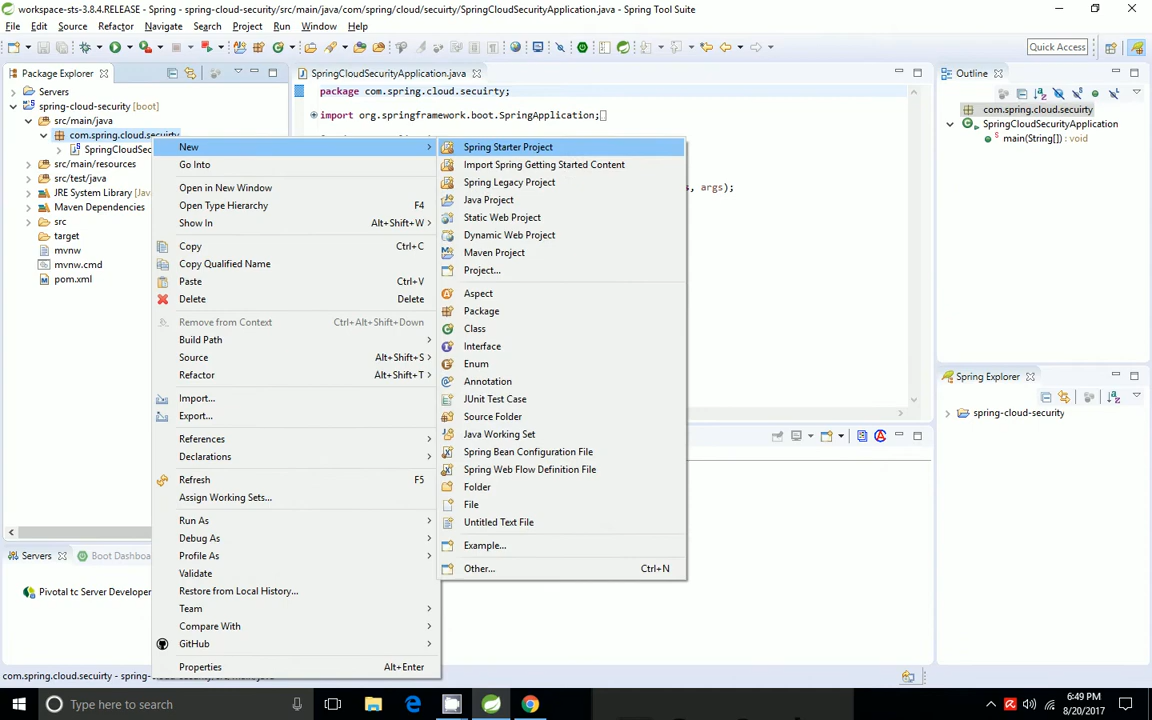 workspace-sts-3.8.4.RELEASE - Spring - spring-cloud-security/src/main/java/com/spring/cloud/secuirty/SpringCloudSecurityApplication.java - Spring Tool Suite
File Edit Source Refactor Navigate Search Project Run Window Help
Quick Access
Package Explorer
Servers
spring-cloud-security [boot]
src/main/java
com.spring.cloud.secuirty
SpringCloudSec
src/main/resources
src/test/java
JRE System Library [Jav
Maven Dependencies
src
target
mvnw
mvnw.cmd
pom.xml
SpringCloudSecurityApplication.java
package com.spring.cloud.secuirty;
import org.springframework.boot.SpringApplication;
s, args);
New
Go Into
Open in New Window
Open Type Hierarchy F4
Show In Alt+Shift+W
Copy Ctrl+C
Copy Qualified Name
Paste Ctrl+V
Delete Delete
Remove from Context Ctrl+Alt+Shift+Down
Build Path
Source Alt+Shift+S
Refactor Alt+Shift+T
Import...
Export...
References
Declarations
Refresh F5
Assign Working Sets...
Run As
Debug As
Profile As
Validate
Restore from Local History...
Team
Compare With
GitHub
Properties Alt+Enter
Spring Starter Project
Import Spring Getting Started Content
Spring Legacy Project
Java Project
Static Web Project
Dynamic Web Project
Maven Project
Project...
Aspect
Package
Class
Interface
Enum
Annotation
JUnit Test Case
Source Folder
Java Working Set
Spring Bean Configuration File
Spring Web Flow Definition File
Folder
File
Untitled Text File
Example...
Other... Ctrl+N
Outline
com.spring.cloud.secuirty
SpringCloudSecurityApplication
main(String[]) : void
Spring Explorer
spring-cloud-security
Servers Boot Dashboa
Pivotal tc Server Developer
com.spring.cloud.secuirty - spring-cloud-security/src/main/java
Type here to search
6:49 PM
8/20/2017